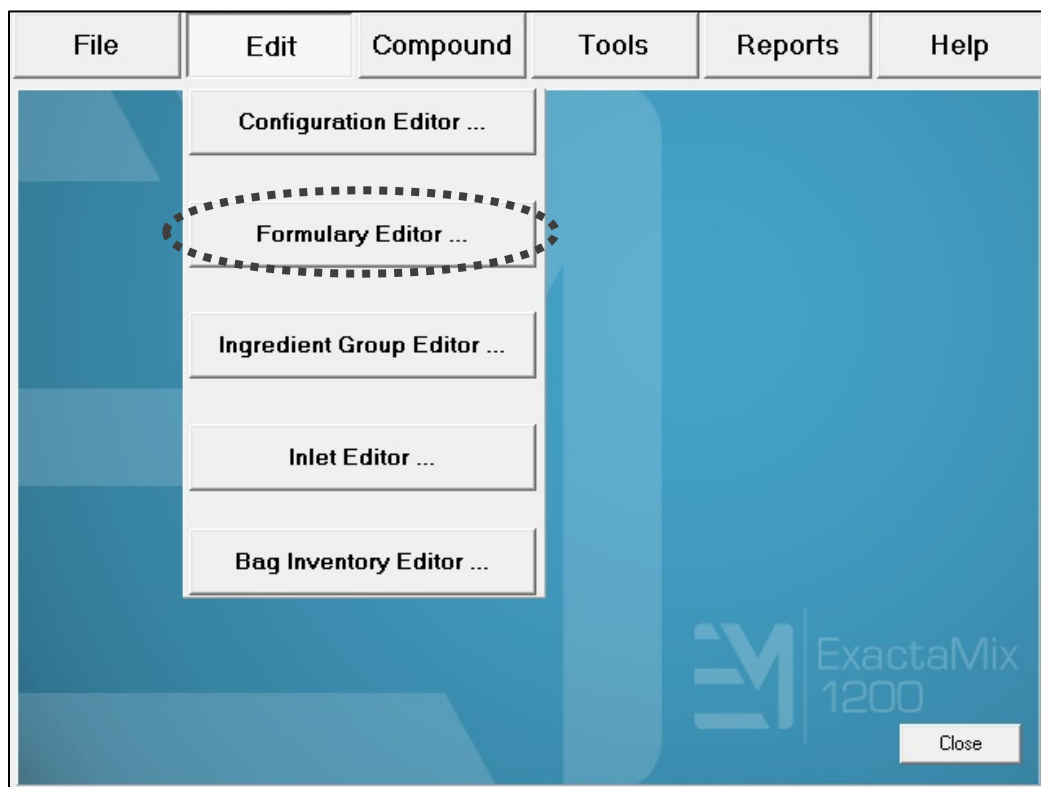 File Edit Compound Tools Reports Help
Configuration Editor ...
Formulary Editor ...
Ingredient Group Editor ...
Inlet Editor ...
Bag Inventory Editor ...
EM ExactaMix
1200
Close